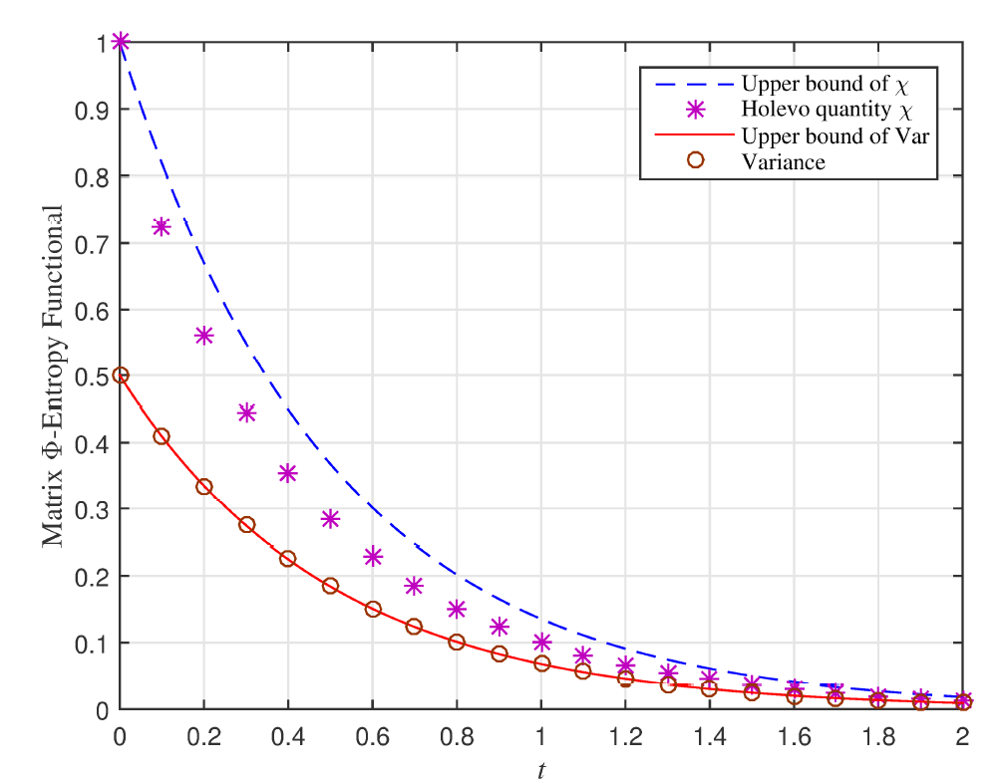 Upper bound of χ
Holevo quantity χ
Upper bound of Var
Variance
Matrix Φ-Entropy Functional
1
0.9
0.8
0.7
0.6
0.5
0.4
0.3
0.2
0.1
0
0 0.2 0.4 0.6 0.8 1 1.2 1.4 1.6 1.8 2
t